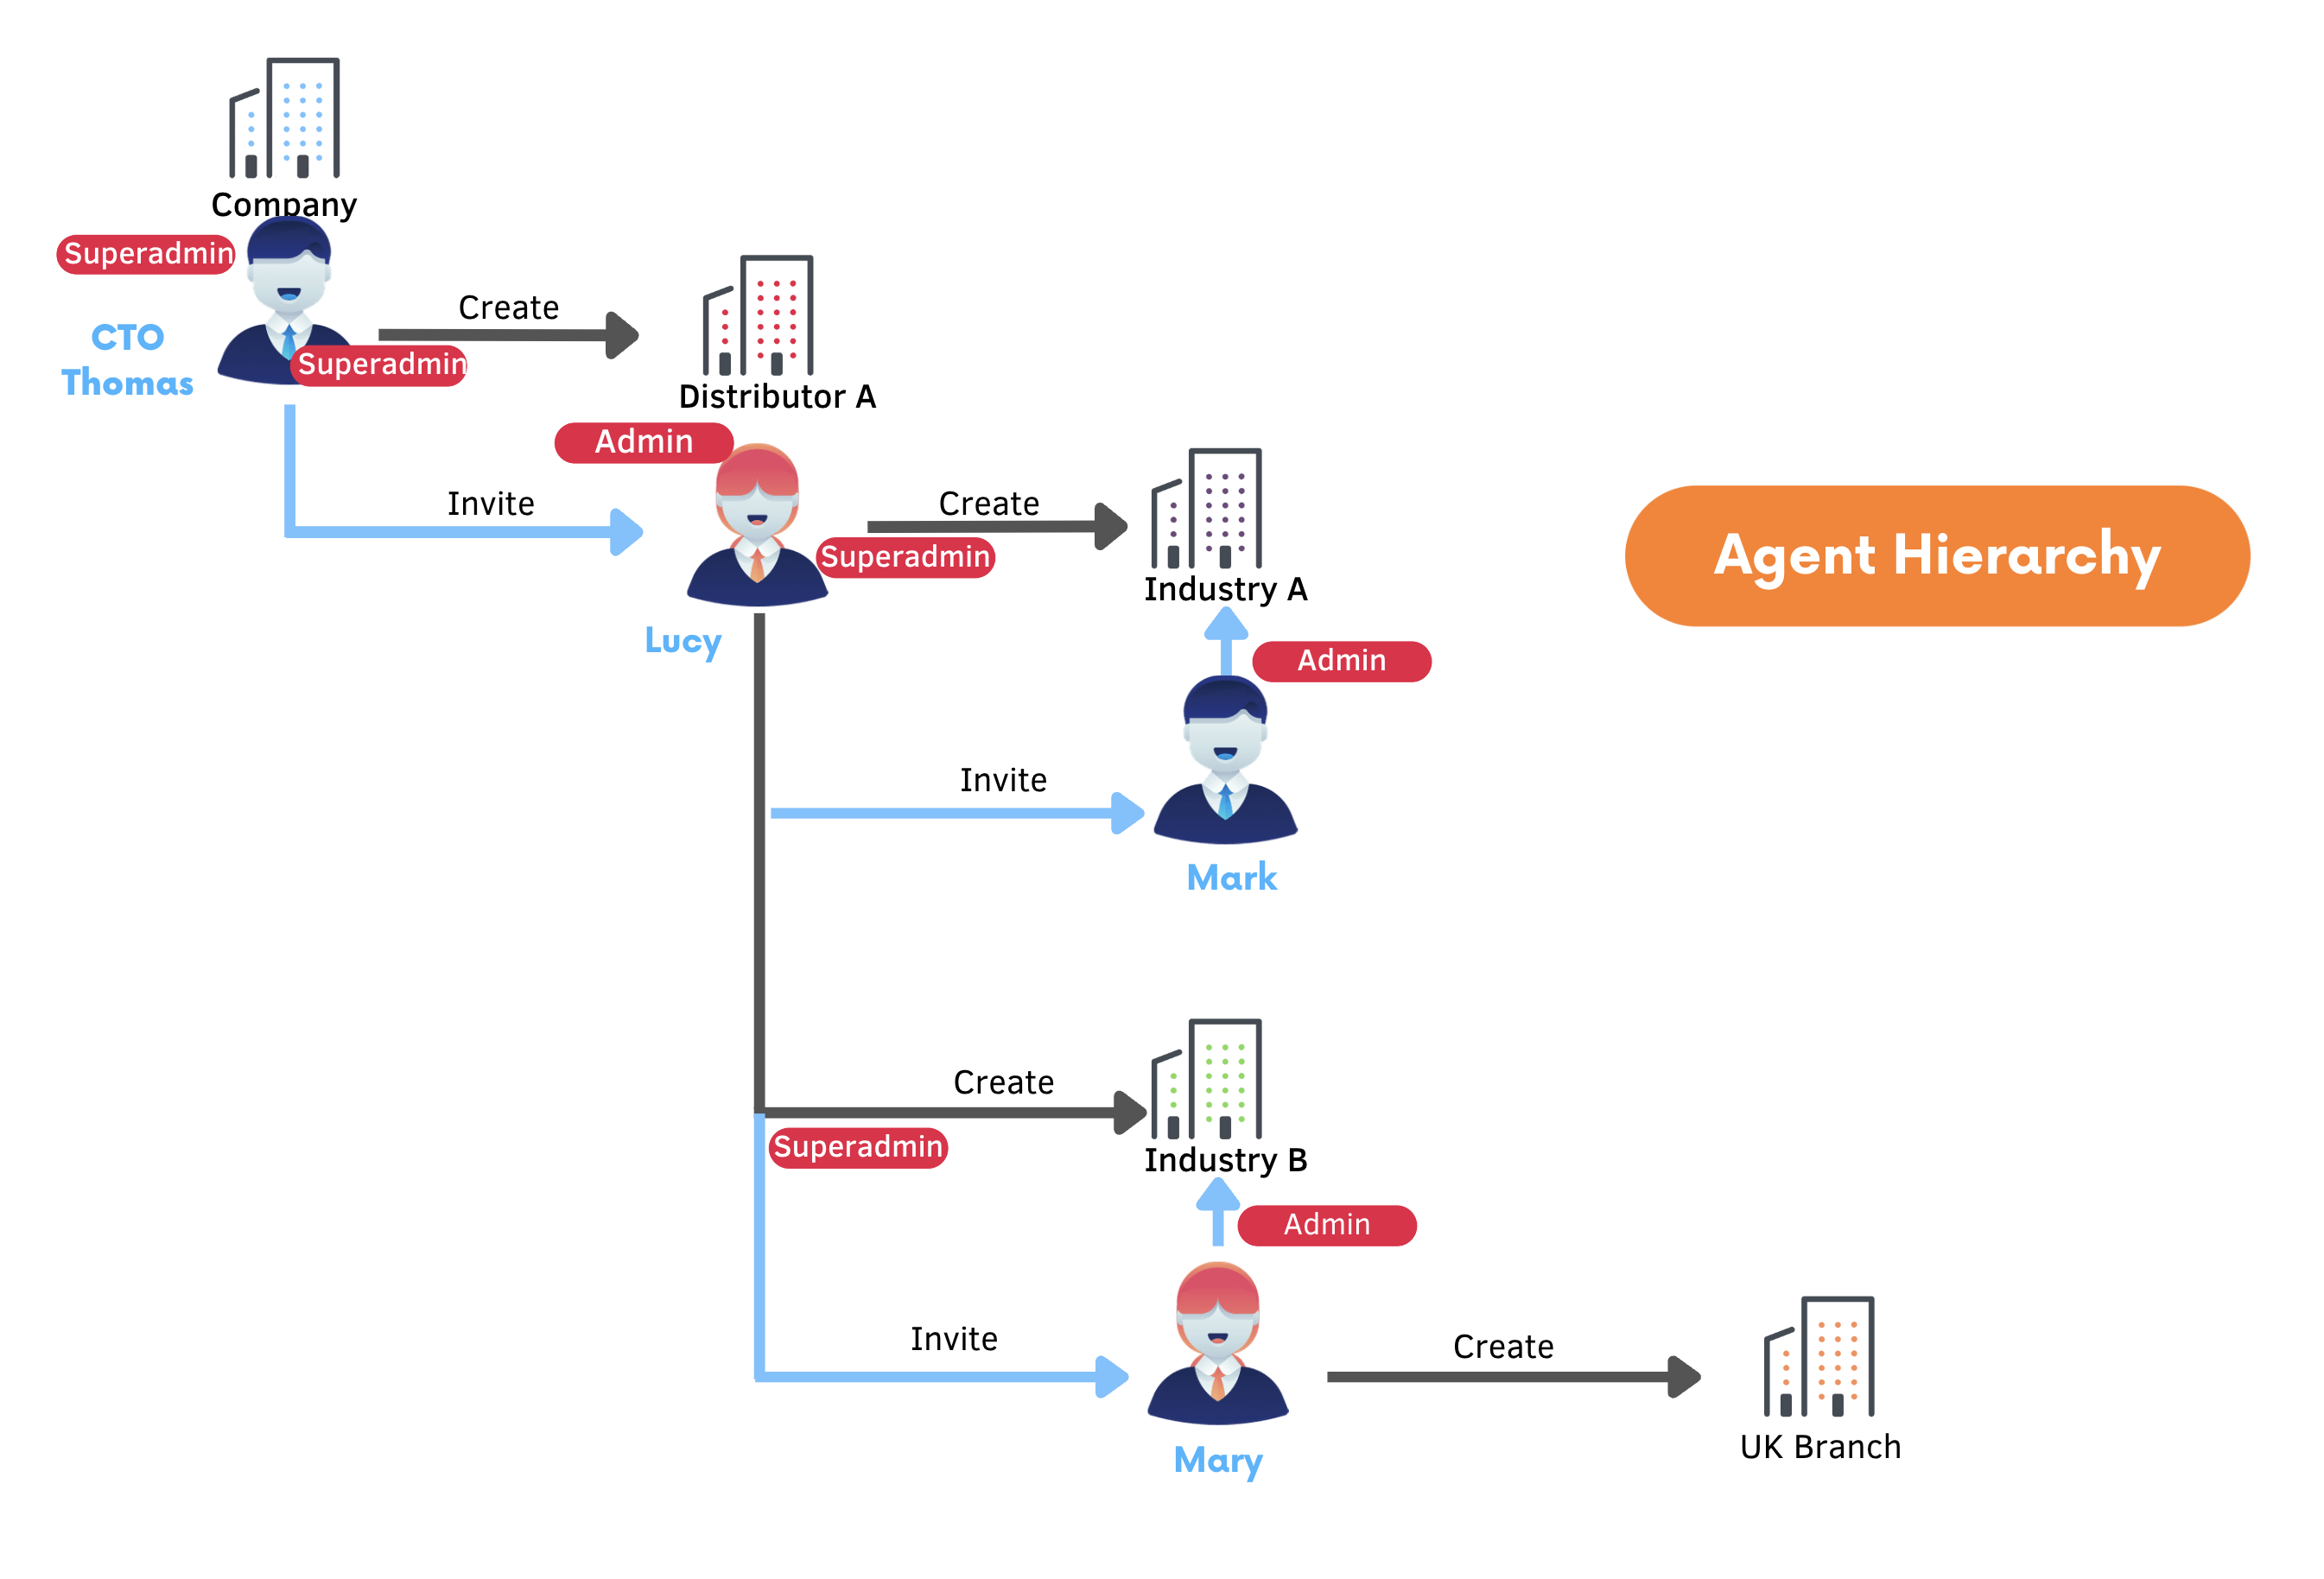 Company
Superadmin
CTO
Thomas
Superadmin
Create
Distributor A
Admin
Invite
Lucy
Create
Superadmin
Industry A
Agent Hierarchy
Admin
Invite
Mark
Create
Superadmin
Industry B
Admin
Invite
Mary
Create
UK Branch